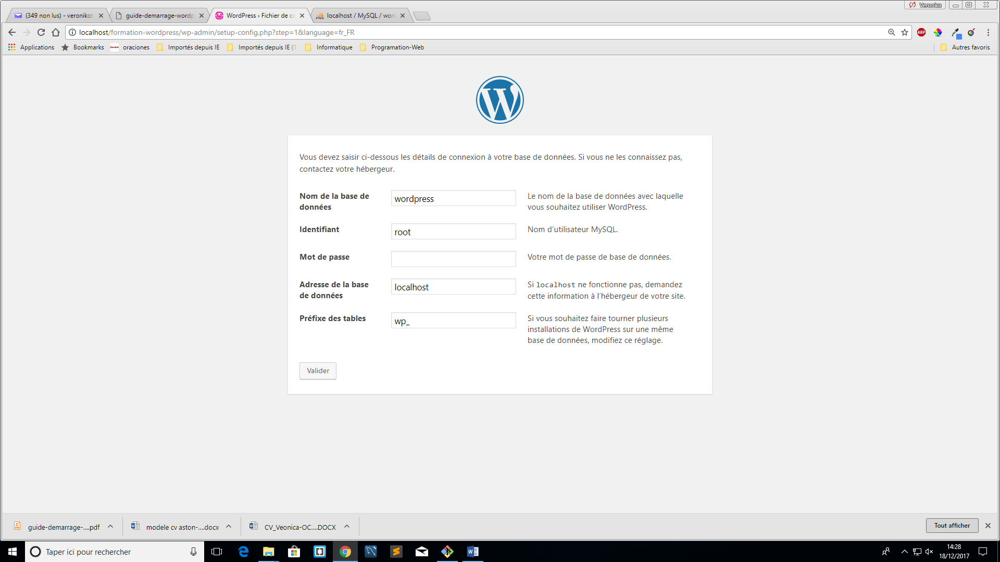 Veronica
(349 non lus) - veronikot
guide-demarrage-wordp
WordPress › Fichier de co
localhost / MySQL / word
localhost/formation-wordpress/wp-admin/setup-config.php?step=1&language=fr_FR
ABP
Applications
Bookmarks
oraciones
Importés depuis IE
Importés depuis IE (1
Informatique
Programation-Web
Autres favoris
Vous devez saisir ci-dessous les détails de connexion à votre base de données. Si vous ne les connaissez pas,
contactez votre hébergeur.
Nom de la base de
données
wordpress
Le nom de la base de données avec laquelle
vous souhaitez utiliser WordPress.
Identifiant
root
Nom d’utilisateur MySQL.
Mot de passe
Votre mot de passe de base de données.
Adresse de la base
de données
localhost
Si localhost ne fonctionne pas, demandez
cette information à l’hébergeur de votre site.
Préfixe des tables
wp_
Si vous souhaitez faire tourner plusieurs
installations de WordPress sur une même
base de données, modifiez ce réglage.
Valider
guide-demarrage-....pdf
modele cv aston-....docx
CV_Veonica-OC....DOCX
Tout afficher
Taper ici pour rechercher
14:28
18/12/2017